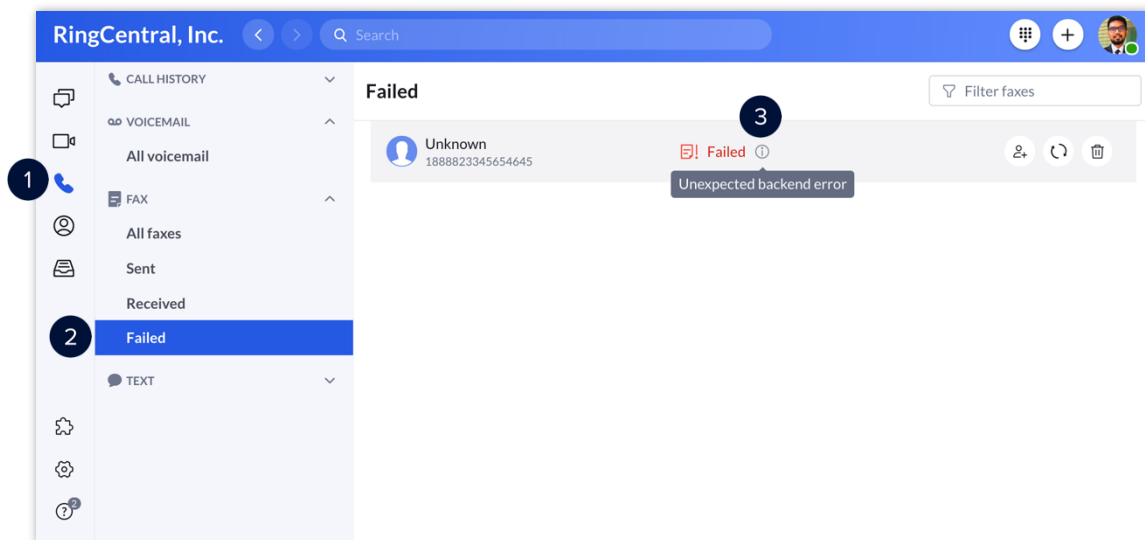 RingCentral, Inc.
Search
CALL HISTORY
VOICEMAIL
All voicemail
FAX
All faxes
Sent
Received
Failed
TEXT
2
1
2
Failed
Filter faxes
3
Unknown
1888823345654645
Failed
Unexpected backend error